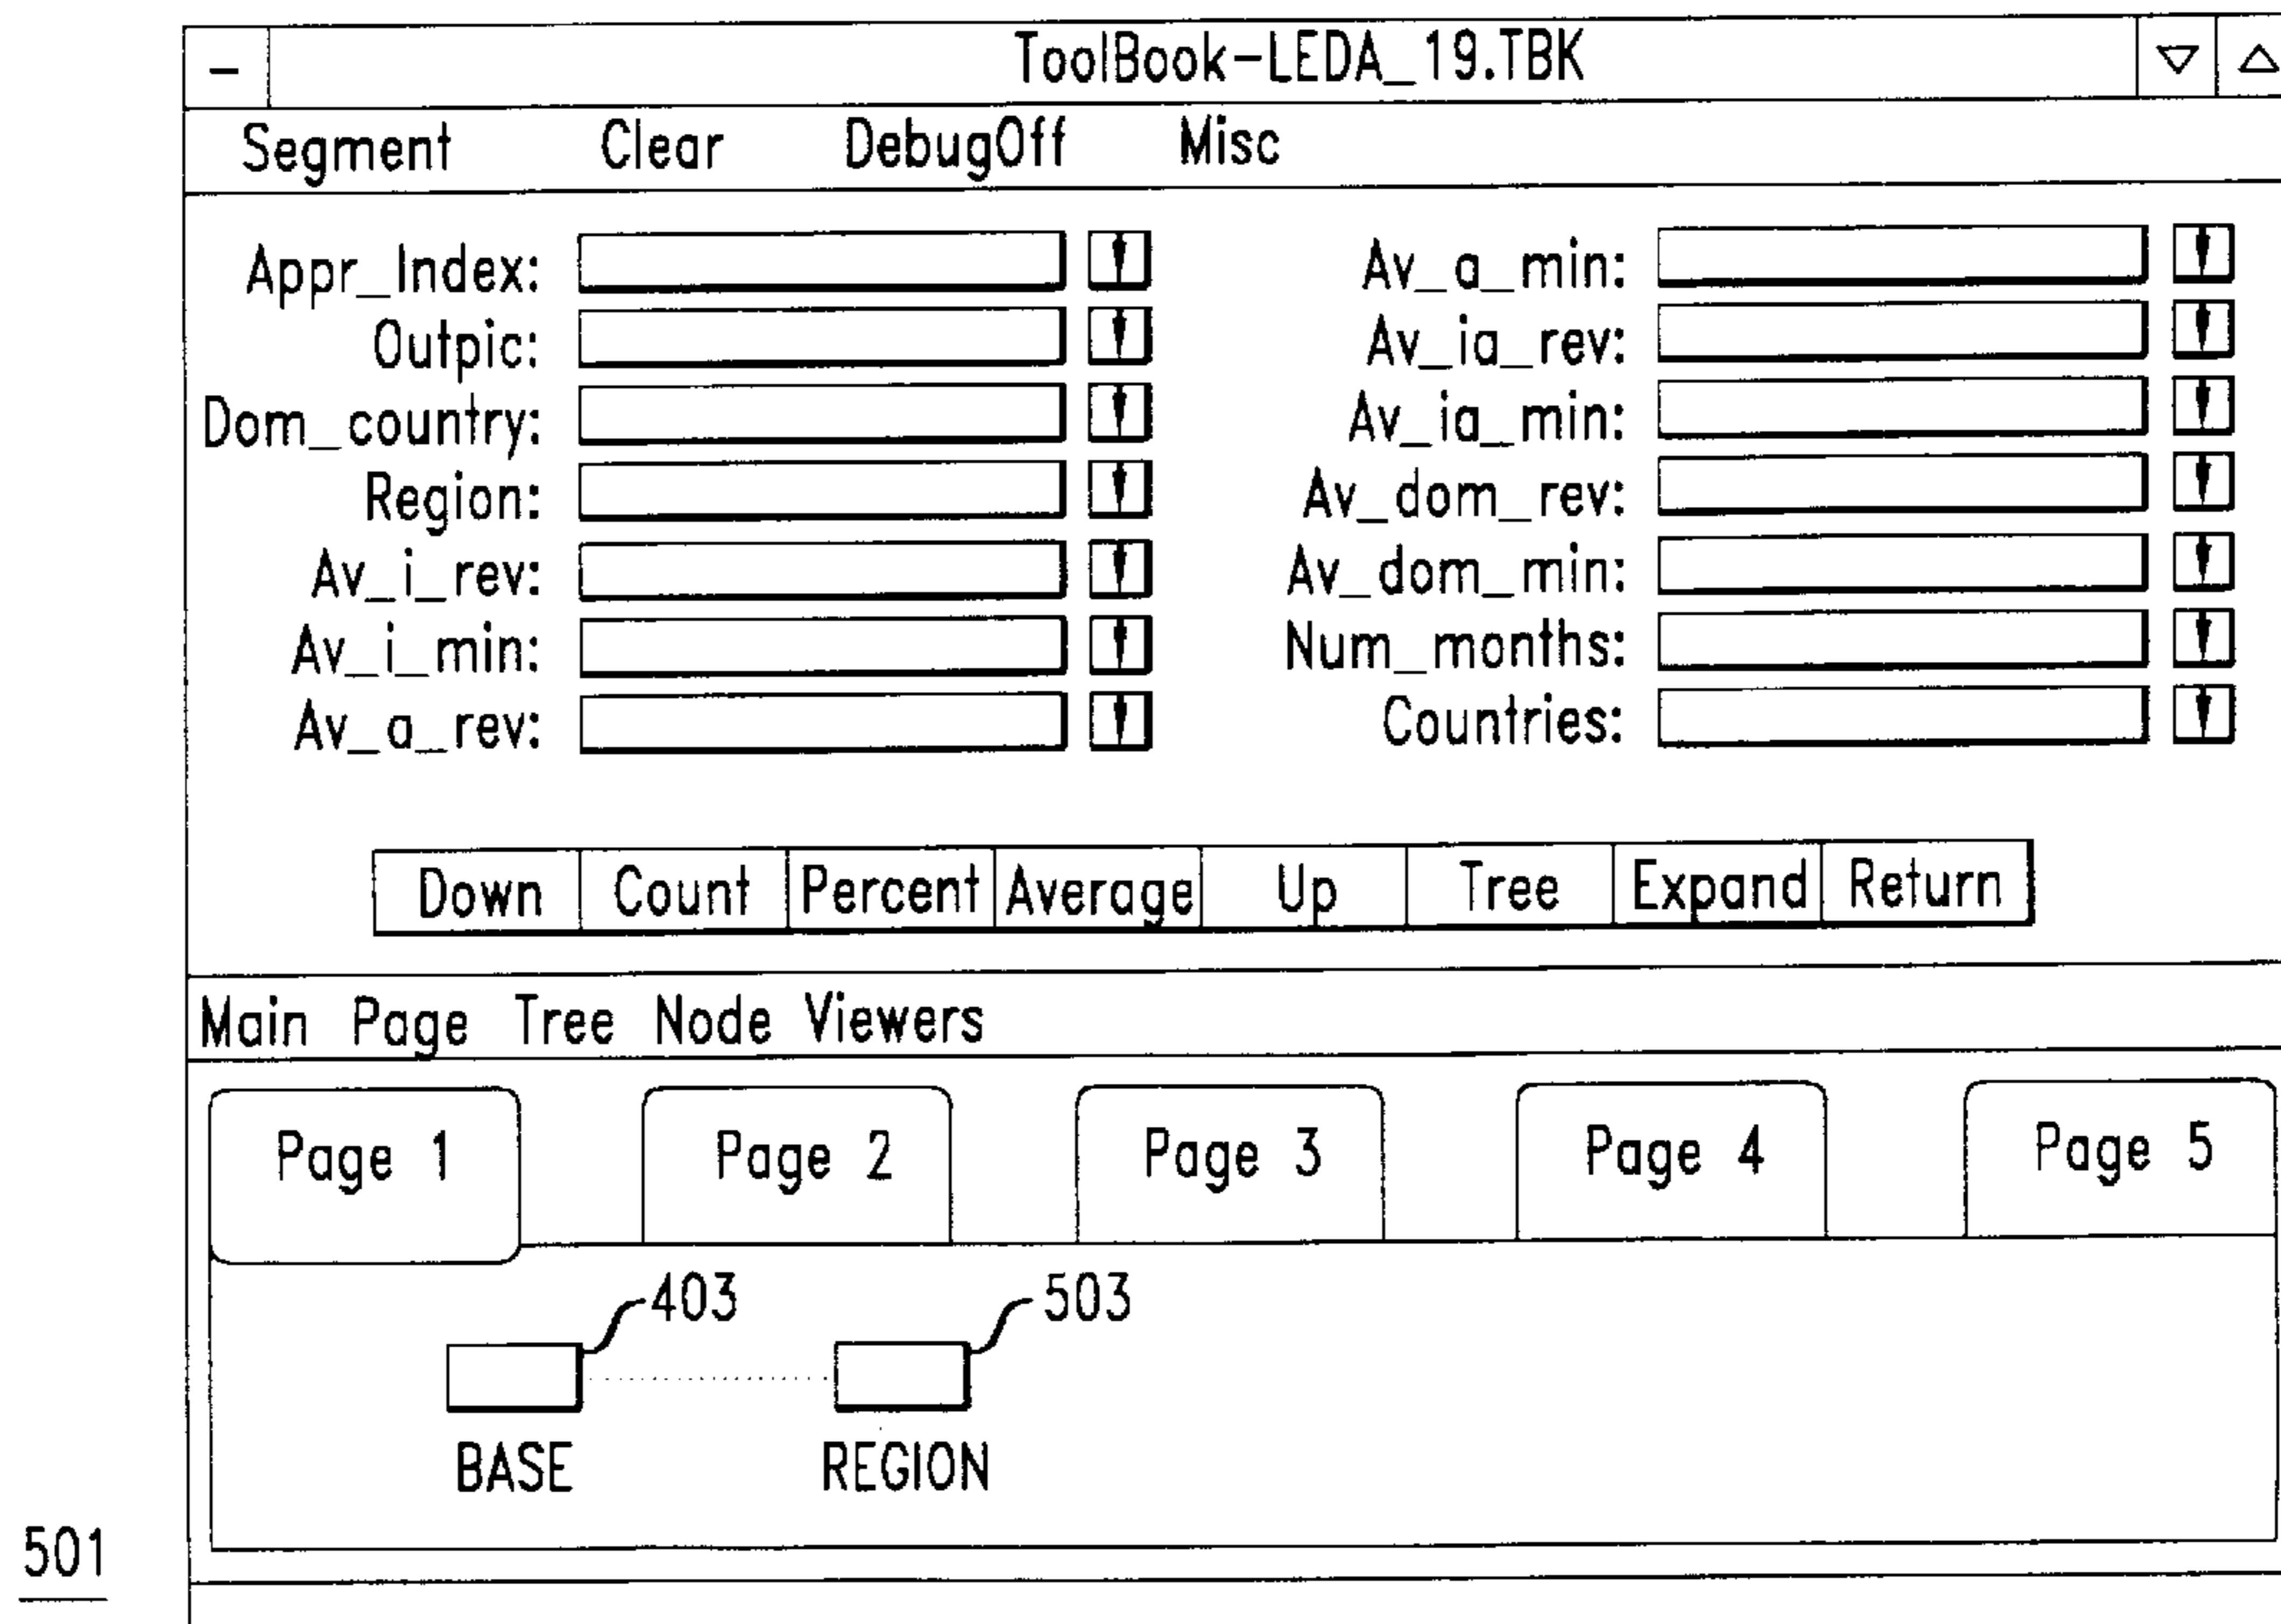 ToolBook-LEDA_19.TBK
Segment Clear DebugOff Misc
Appr_Index: Av_a_min:
Outpic: Av_ia_rev:
Dom_country: Av_ia_min:
Region: Av_dom_rev:
Av_i_rev: Av_dom_min:
Av_i_min: Num_months:
Av_a_rev: Countries:
Down Count Percent Average Up Tree Expand Return
Main Page Tree Node Viewers
Page 1 Page 2 Page 3 Page 4 Page 5
403 503
BASE REGION
501